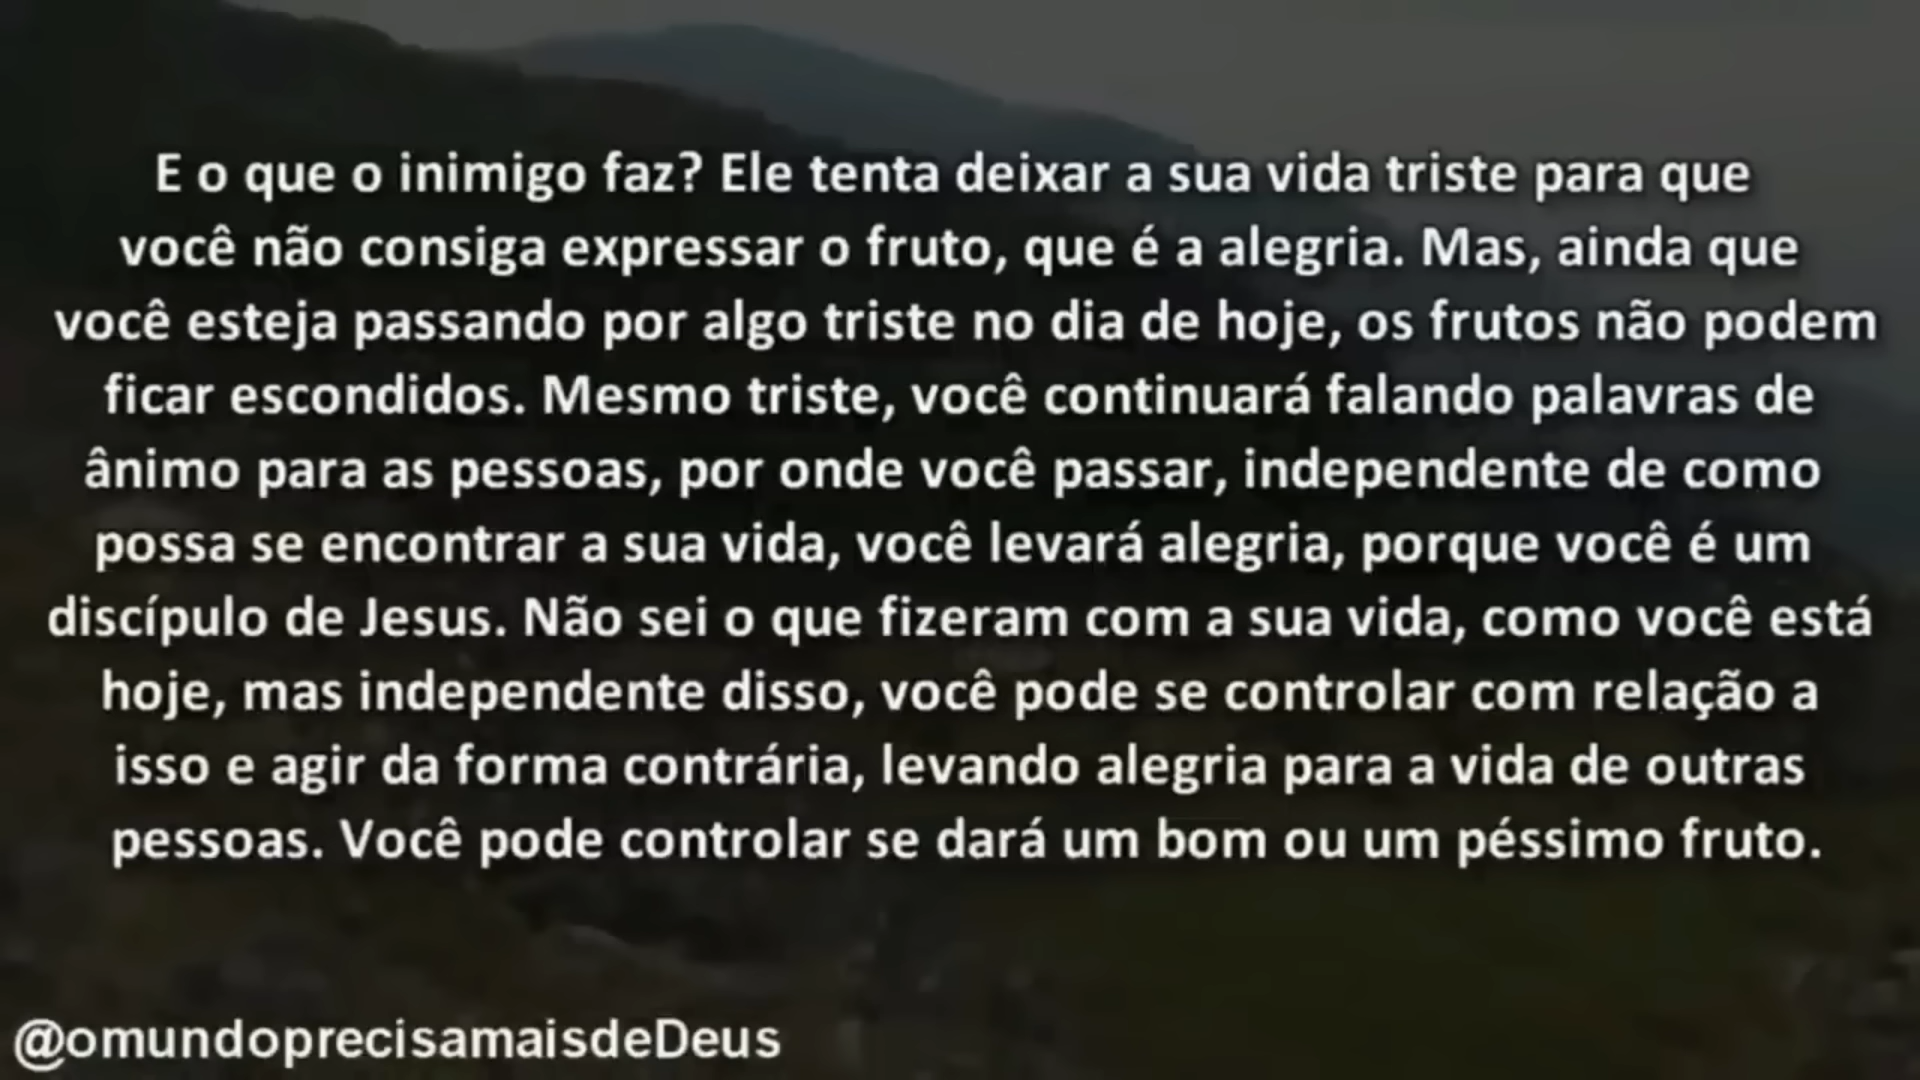 E o que o inimigo faz? Ele tenta deixar a sua vida triste para que
você não consiga expressar o fruto, que é a alegria. Mas, ainda que
você esteja passando por algo triste no dia de hoje, os frutos não podem
ficar escondidos. Mesmo triste, você continuará falando palavras de
ânimo para as pessoas, por onde você passar, independente de como
possa se encontrar a sua vida, você levará alegria, porque você é um
discípulo de Jesus. Não sei o que fizeram com a sua vida, como você está
hoje, mas independente disso, você pode se controlar com relação a
isso e agir da forma contrária, levando alegria para a vida de outras
pessoas. Você pode controlar se dará um bom ou um péssimo fruto.
@omundoprecisamaisdeDeus